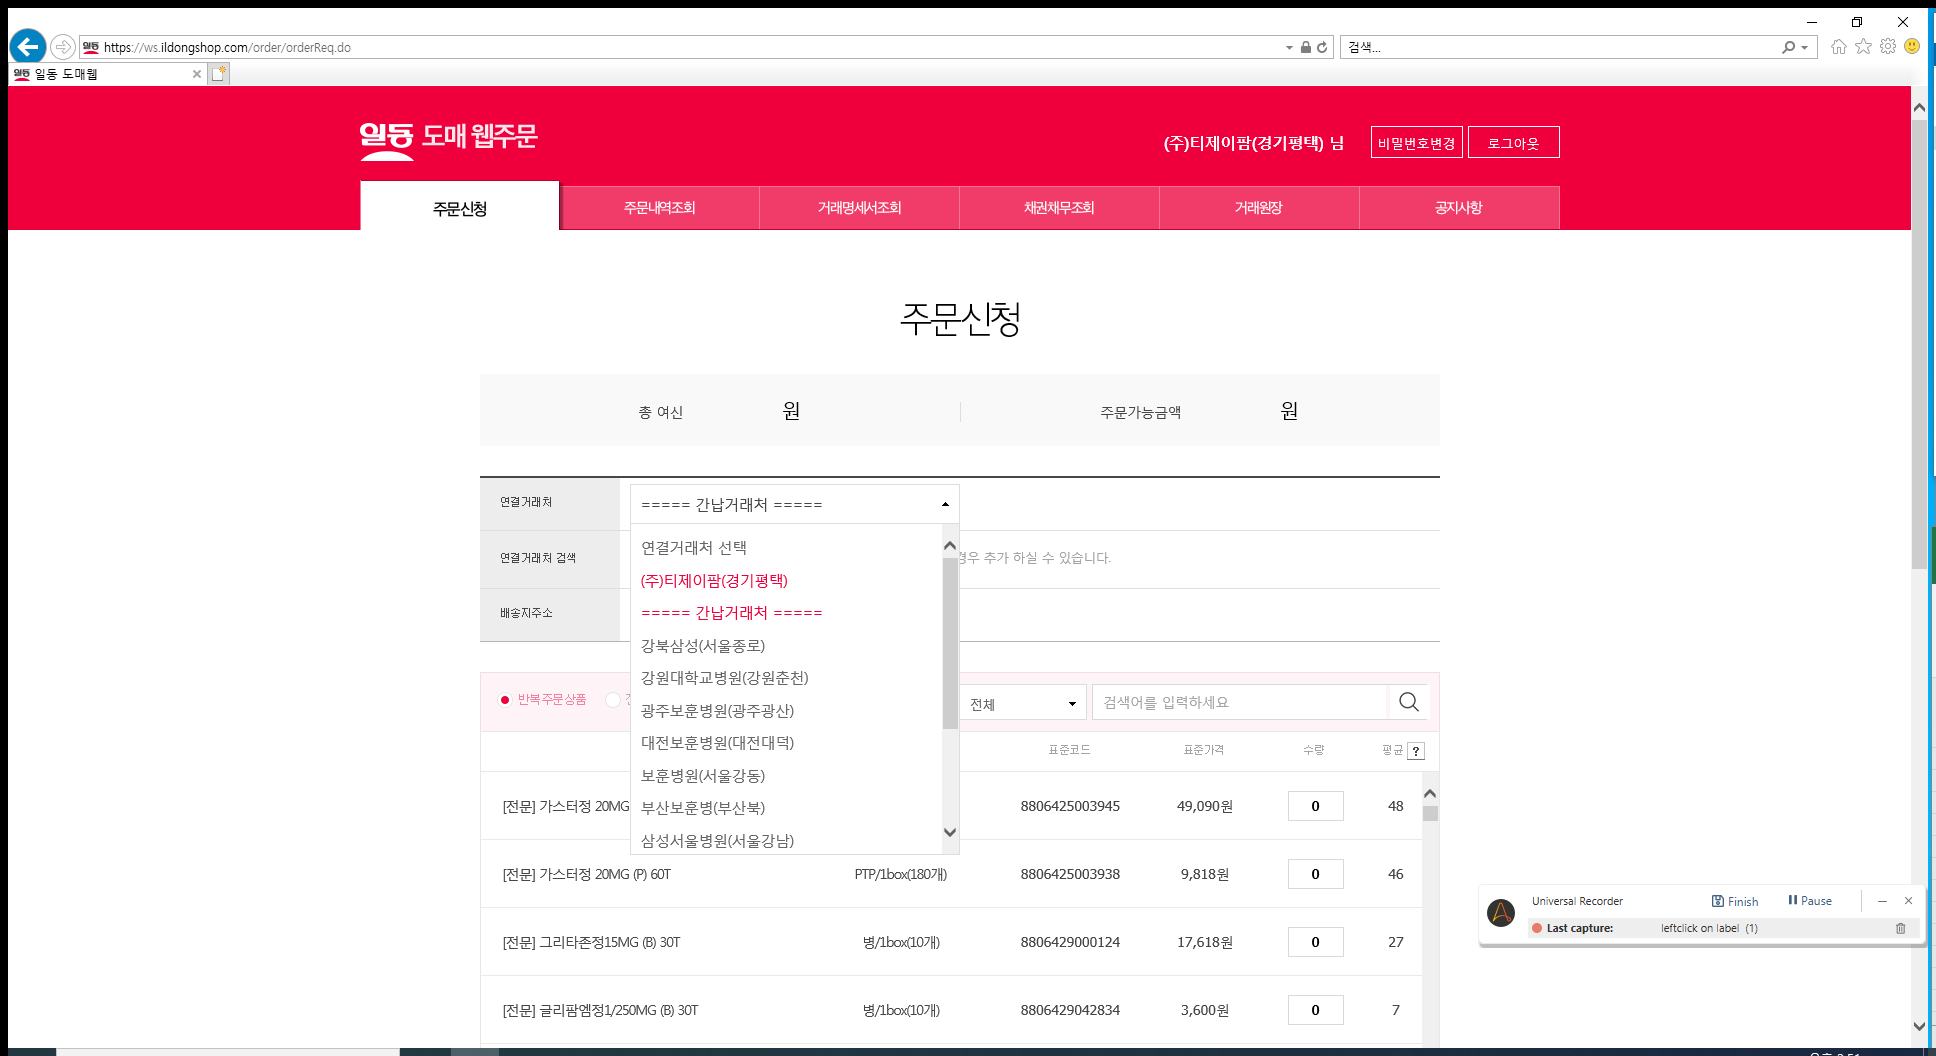 https://ws.ildongshop.com/order/orderReq.do
검색...
일동 도매웹
일동 도매 웹주문
(주)티제이팜(경기평택) 님
비밀번호변경
로그아웃
주문신청
주문내역조회
거래명세서조회
채권채무조회
거래원장
공지사항
주문신청
총 여신 원
주문가능금액 원
연결거래처
===== 간납거래처 =====
연결거래처 선택
연결거래처 검색
경우 추가 하실 수 있습니다.
(주)티제이팜(경기평택)
배송지주소
===== 간납거래처 =====
강북삼성(서울종로)
강원대학교병원(강원춘천)
광주보훈병원(광주광산)
대전보훈병원(대전대덕)
보훈병원(서울강동)
부산보훈병(부산북)
삼성서울병원(서울강남)
반복주문상품
전체
검색어를 입력하세요
표준코드 표준가격 수량 평균 ?
[전문] 가스터정 20MG 8806425003945 49,090원 0 48
[전문] 가스터정 20MG (P) 60T PTP/1box(180개) 8806425003938 9,818원 0 46
[전문] 그리타존정15MG (B) 30T 병/1box(10개) 8806429000124 17,618원 0 27
[전문] 글리팜엠정1/250MG (B) 30T 병/1box(10개) 8806429042834 3,600원 0 7
Universal Recorder
Finish
Pause
Last capture: leftclick on label (1)